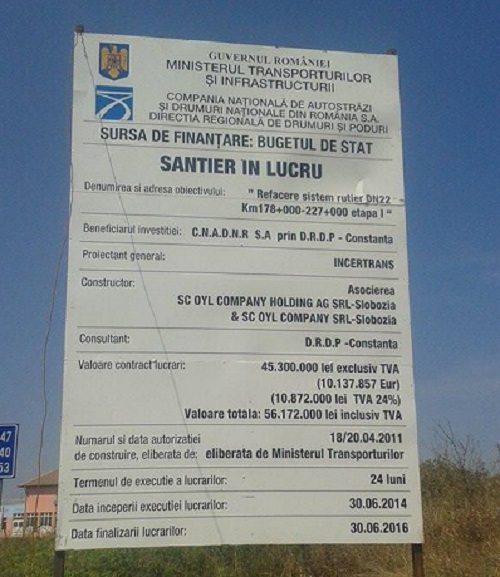 GUVERNUL ROMÂNIEI
MINISTERUL TRANSPORTURILOR
ȘI INFRASTRUCTURII
COMPANIA NAȚIONALĂ DE AUTOSTRĂZI
ȘI DRUMURI NAȚIONALE DIN ROMÂNIA S.A.
DIRECȚIA REGIONALĂ DE DRUMURI ȘI PODURI
SURSA DE FINANȚARE: BUGETUL DE STAT
SANTIER IN LUCRU
Denumirea si adresa obiectivului: " Refacere sistem rutier DN22 -
Km178+000-227+000 etapa I "
Beneficiarul investitiei: C.N.A.D.N.R S.A prin D.R.D.P - Constanta
Proiectant general: INCERTRANS
Constructor: Asocierea
SC OYL COMPANY HOLDING AG SRL-Slobozia
& SC OYL COMPANY SRL-Slobozia
Consultant: D.R.D.P -Constanta
Valoare contract lucrari: 45.300.000 lei exclusiv TVA
(10.137.857 Eur)
(10.872.000 lei TVA 24%)
Valoare totala: 56.172.000 lei inclusiv TVA
Numarul si data autorizatiei 18/20.04.2011
de construire, eliberata de: eliberata de Ministerul Transporturilor
Termenul de executie a lucrarilor: 24 luni
Data inceperii executiei lucrarilor: 30.06.2014
Data finalizarii lucrarilor: 30.06.2016
47
40
53